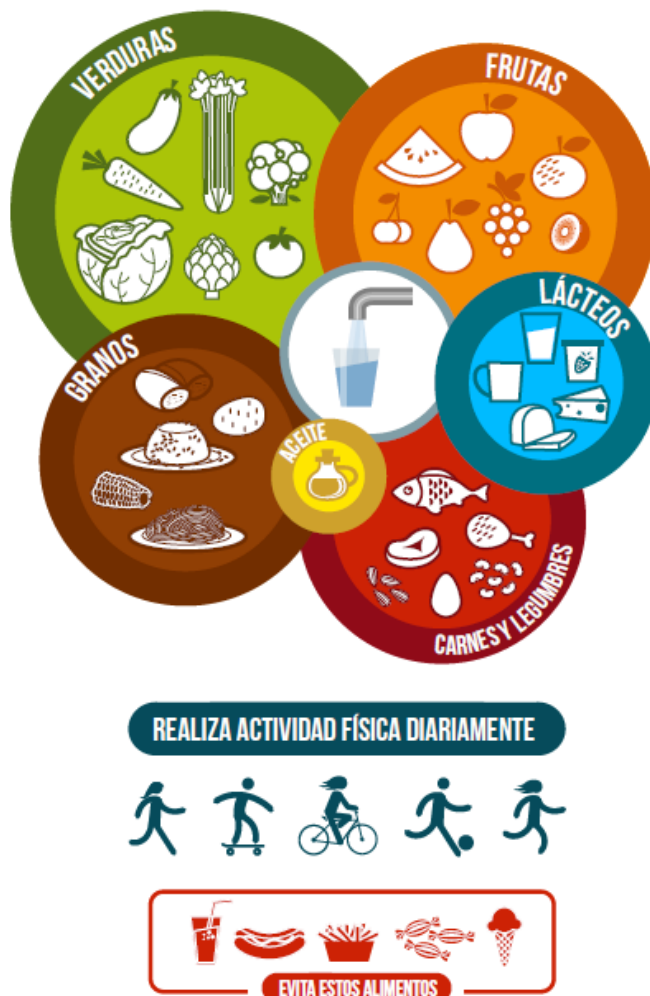 VERDURAS
FRUTAS
LÁCTEOS
GRANOS
ACEITE
CARNES Y LEGUMBRES
REALIZA ACTIVIDAD FÍSICA DIARIAMENTE
EVITA ESTOS ALIMENTOS